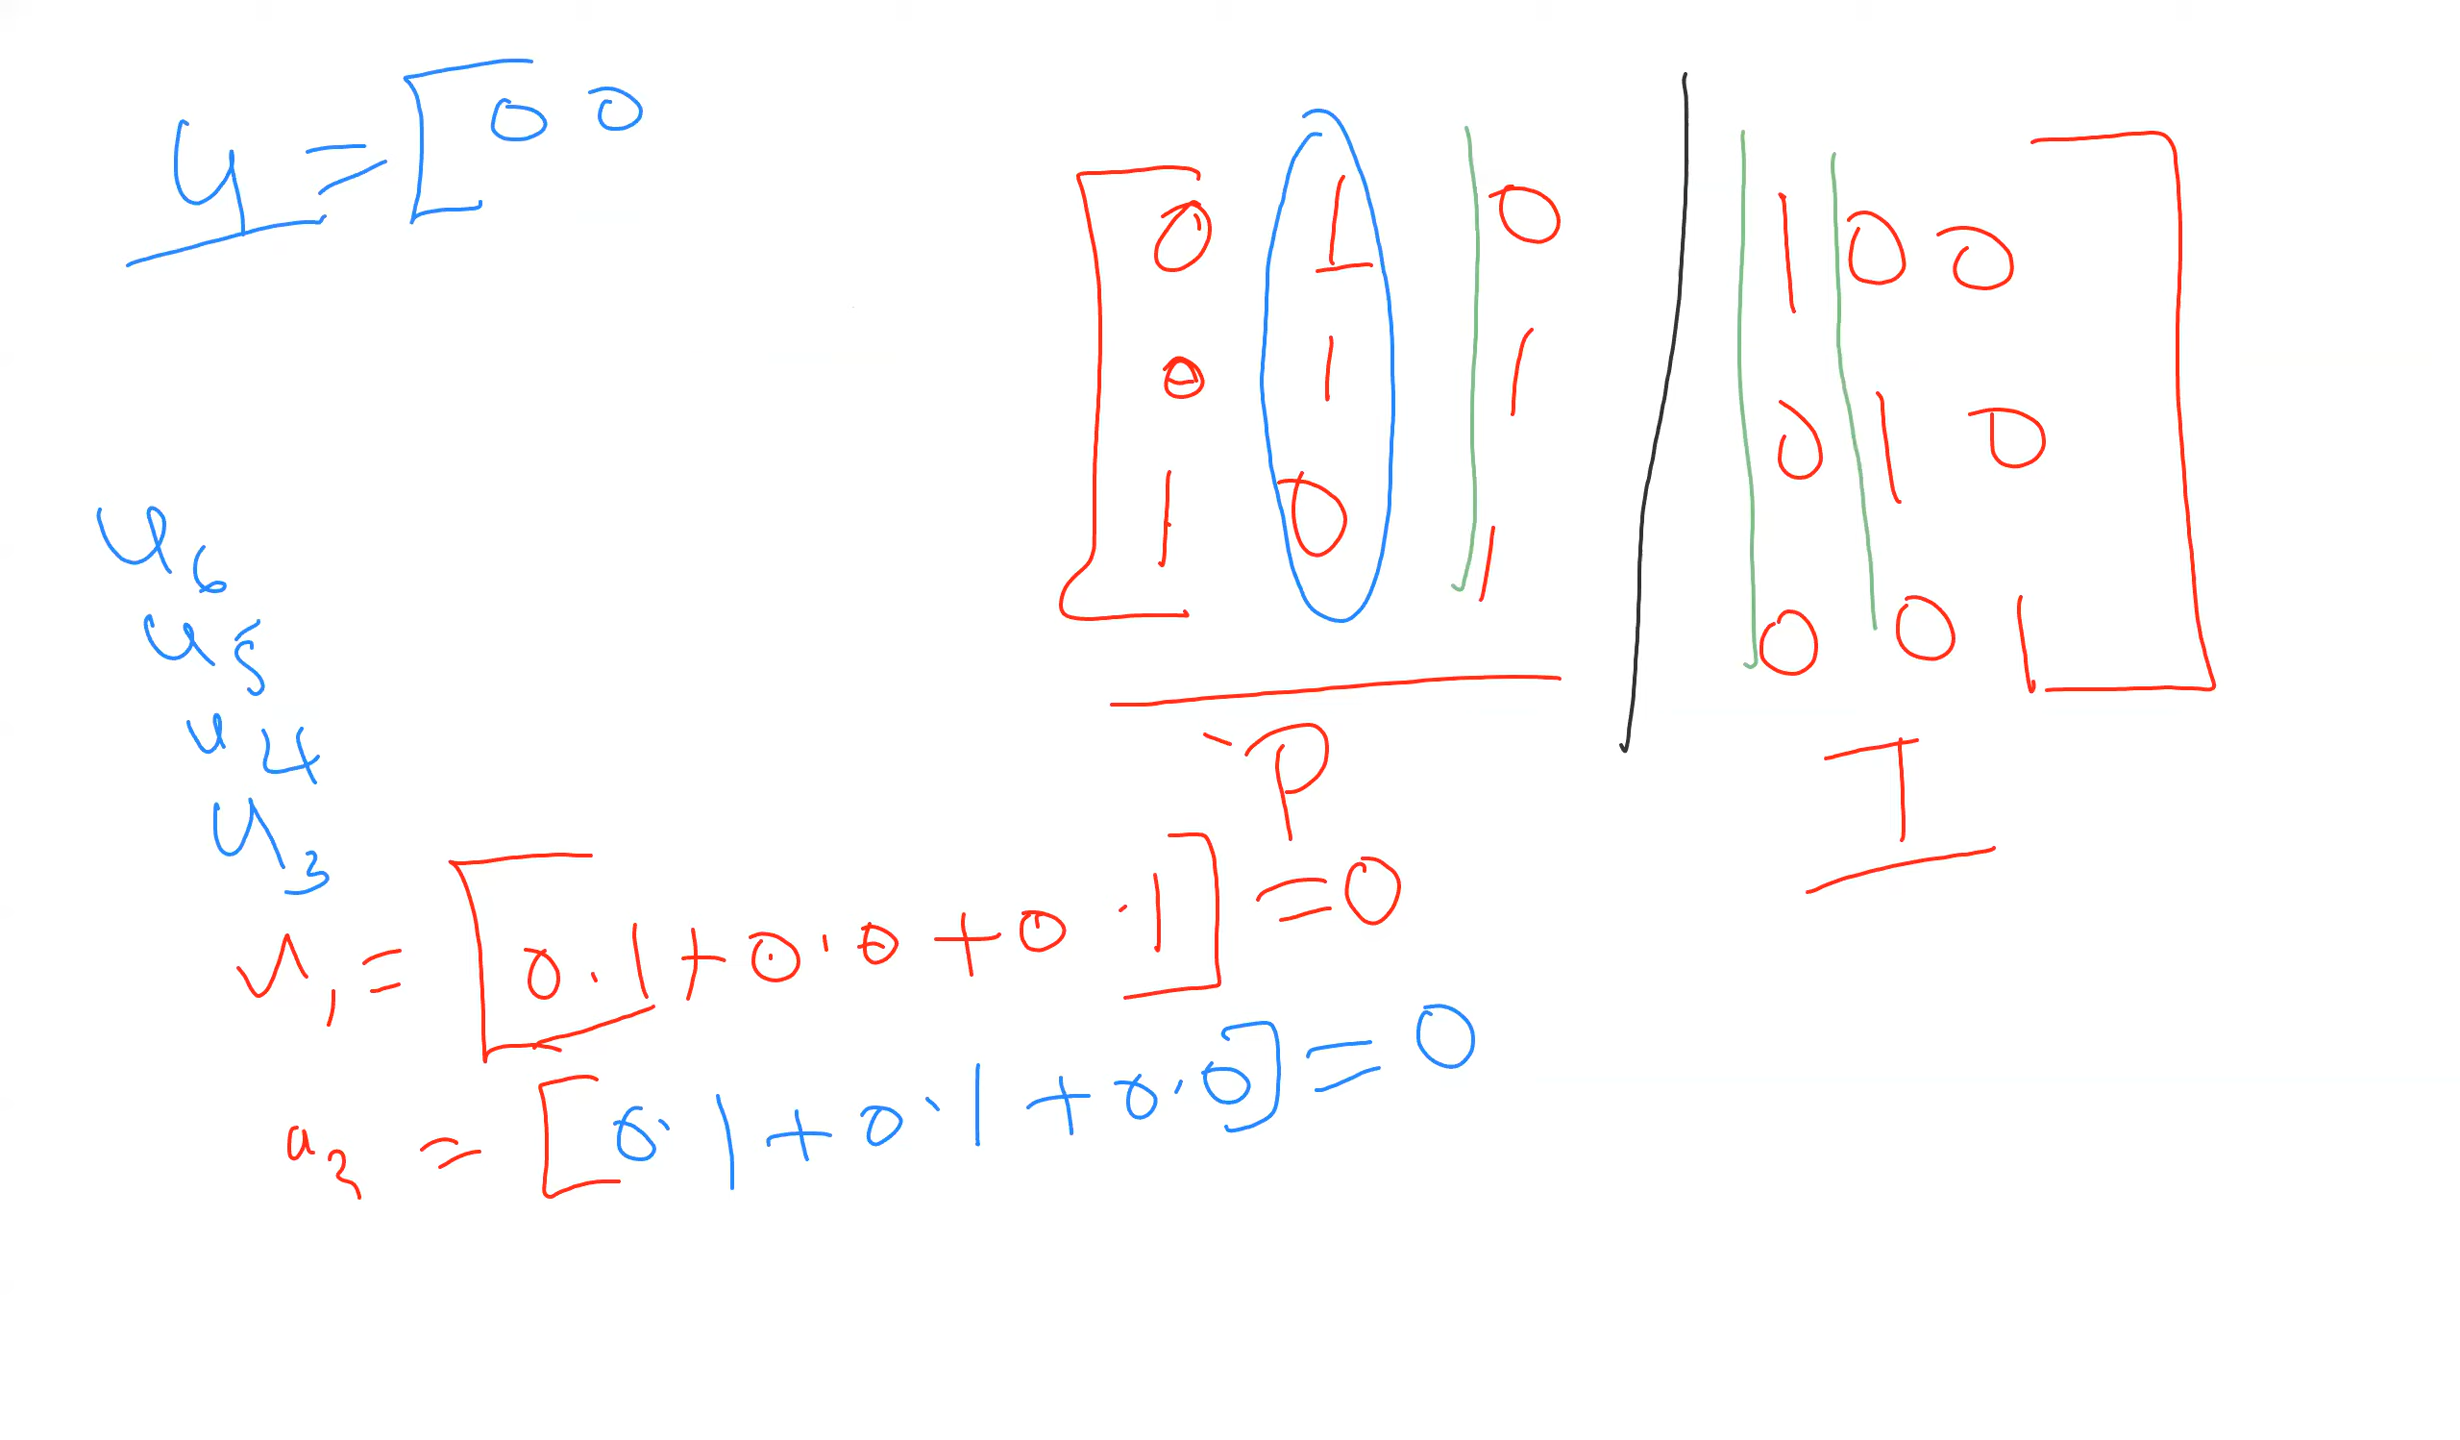 u = [0 0
0 1 0 | 1 0 0
0 1 1 | 0 1 0
1 0 1 | 0 0 1 ]
P
I
u6
u5
u4
u3
u1 = [0.1 + 0.0 + 0.1] = 0
u2 = [0.1 + 0.1 + 0.0] = 0